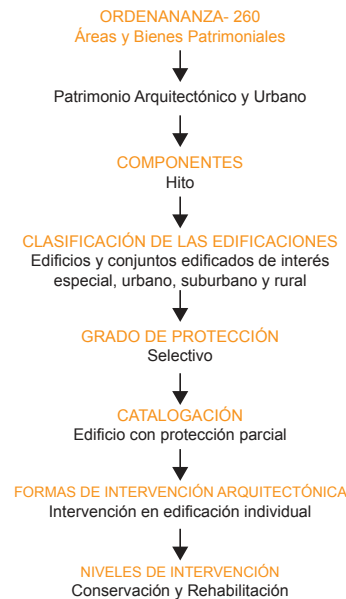 ORDENANANZA- 260
Áreas y Bienes Patrimoniales
Patrimonio Arquitectónico y Urbano
COMPONENTES
Hito
CLASIFICACIÓN DE LAS EDIFICACIONES
Edificios y conjuntos edificados de interés
especial, urbano, suburbano y rural
GRADO DE PROTECCIÓN
Selectivo
CATALOGACIÓN
Edificio con protección parcial
FORMAS DE INTERVENCIÓN ARQUITECTÓNICA
Intervención en edificación individual
NIVELES DE INTERVENCIÓN
Conservación y Rehabilitación